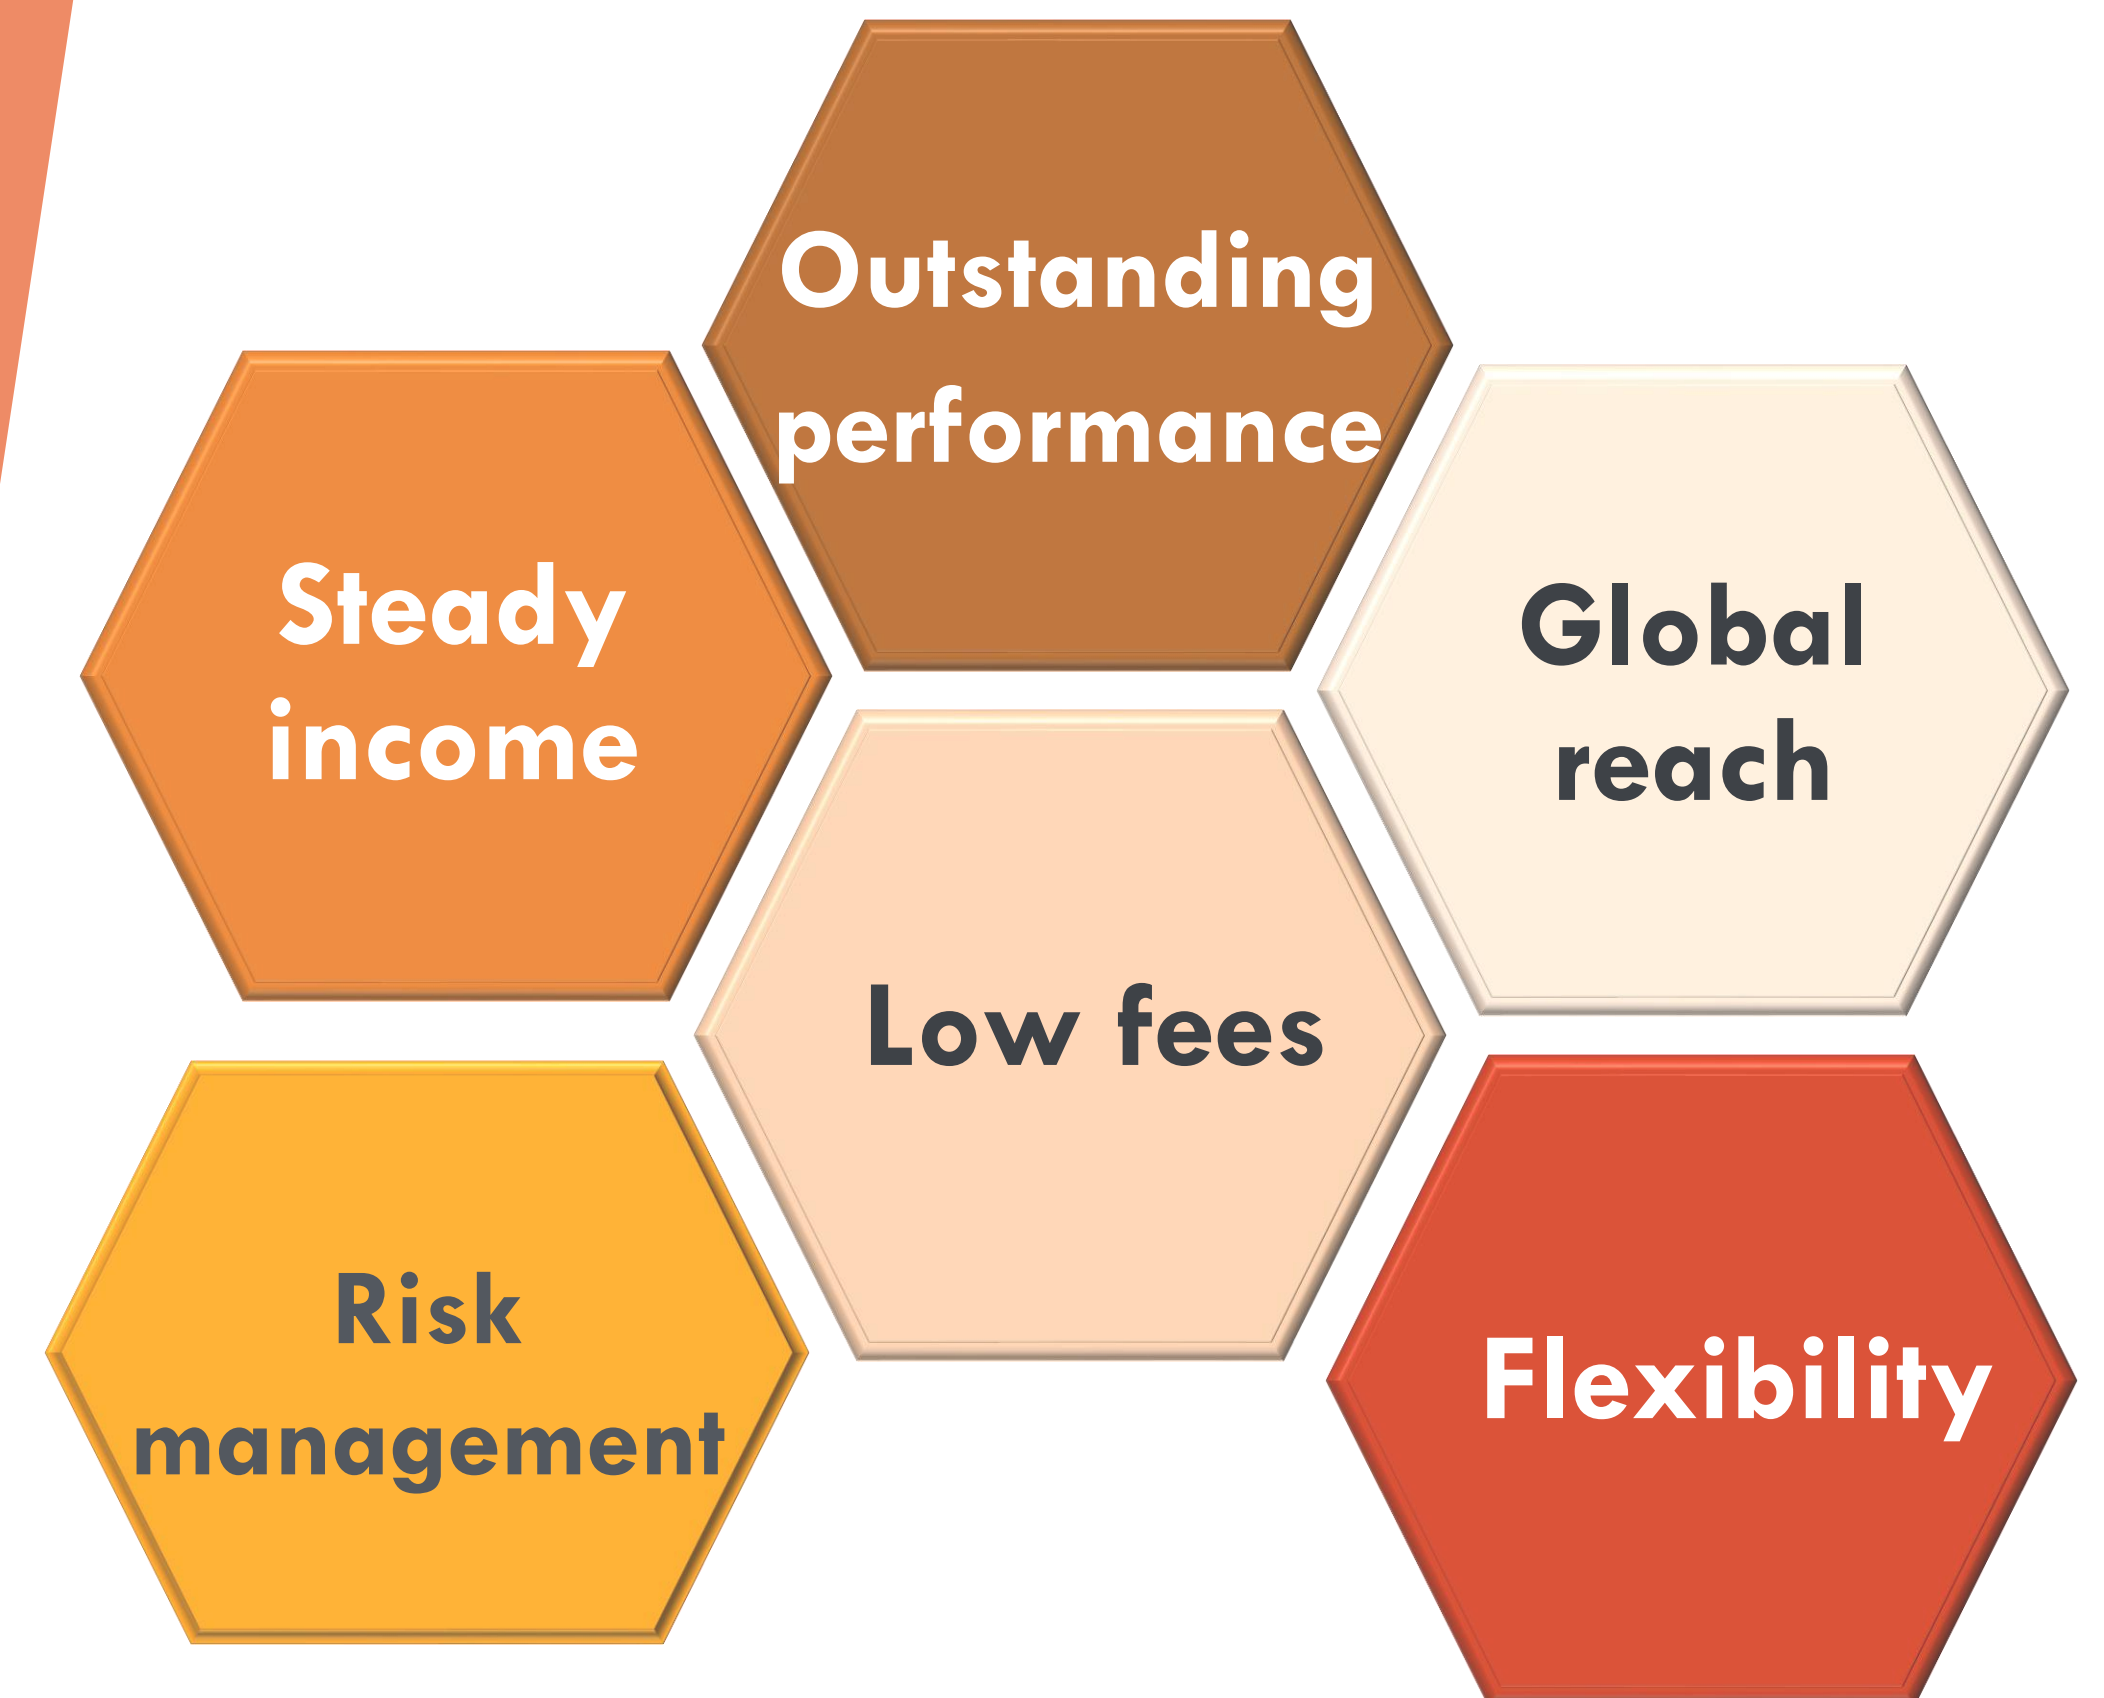 Outstanding
performance
Steady
income
Global
reach
Low fees
Risk
management
Flexibility